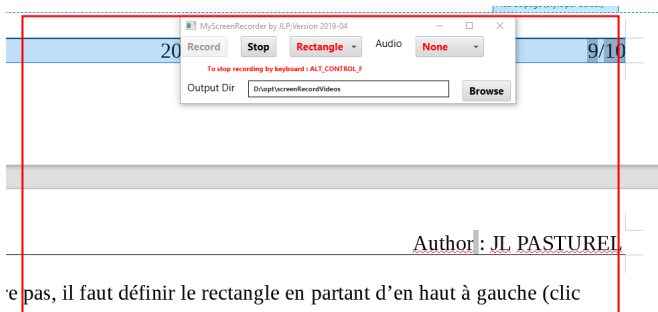 MyScreenRecorder by JLP;Version 2019-04
20 9/10
Record Stop Rectangle Audio None
To stop recording by keyboard : ALT_CONTROL_F
Output Dir D:\opt\screenRecordVideos Browse
Author : JL PASTUREL
re pas, il faut définir le rectangle en partant d’en haut à gauche (clic